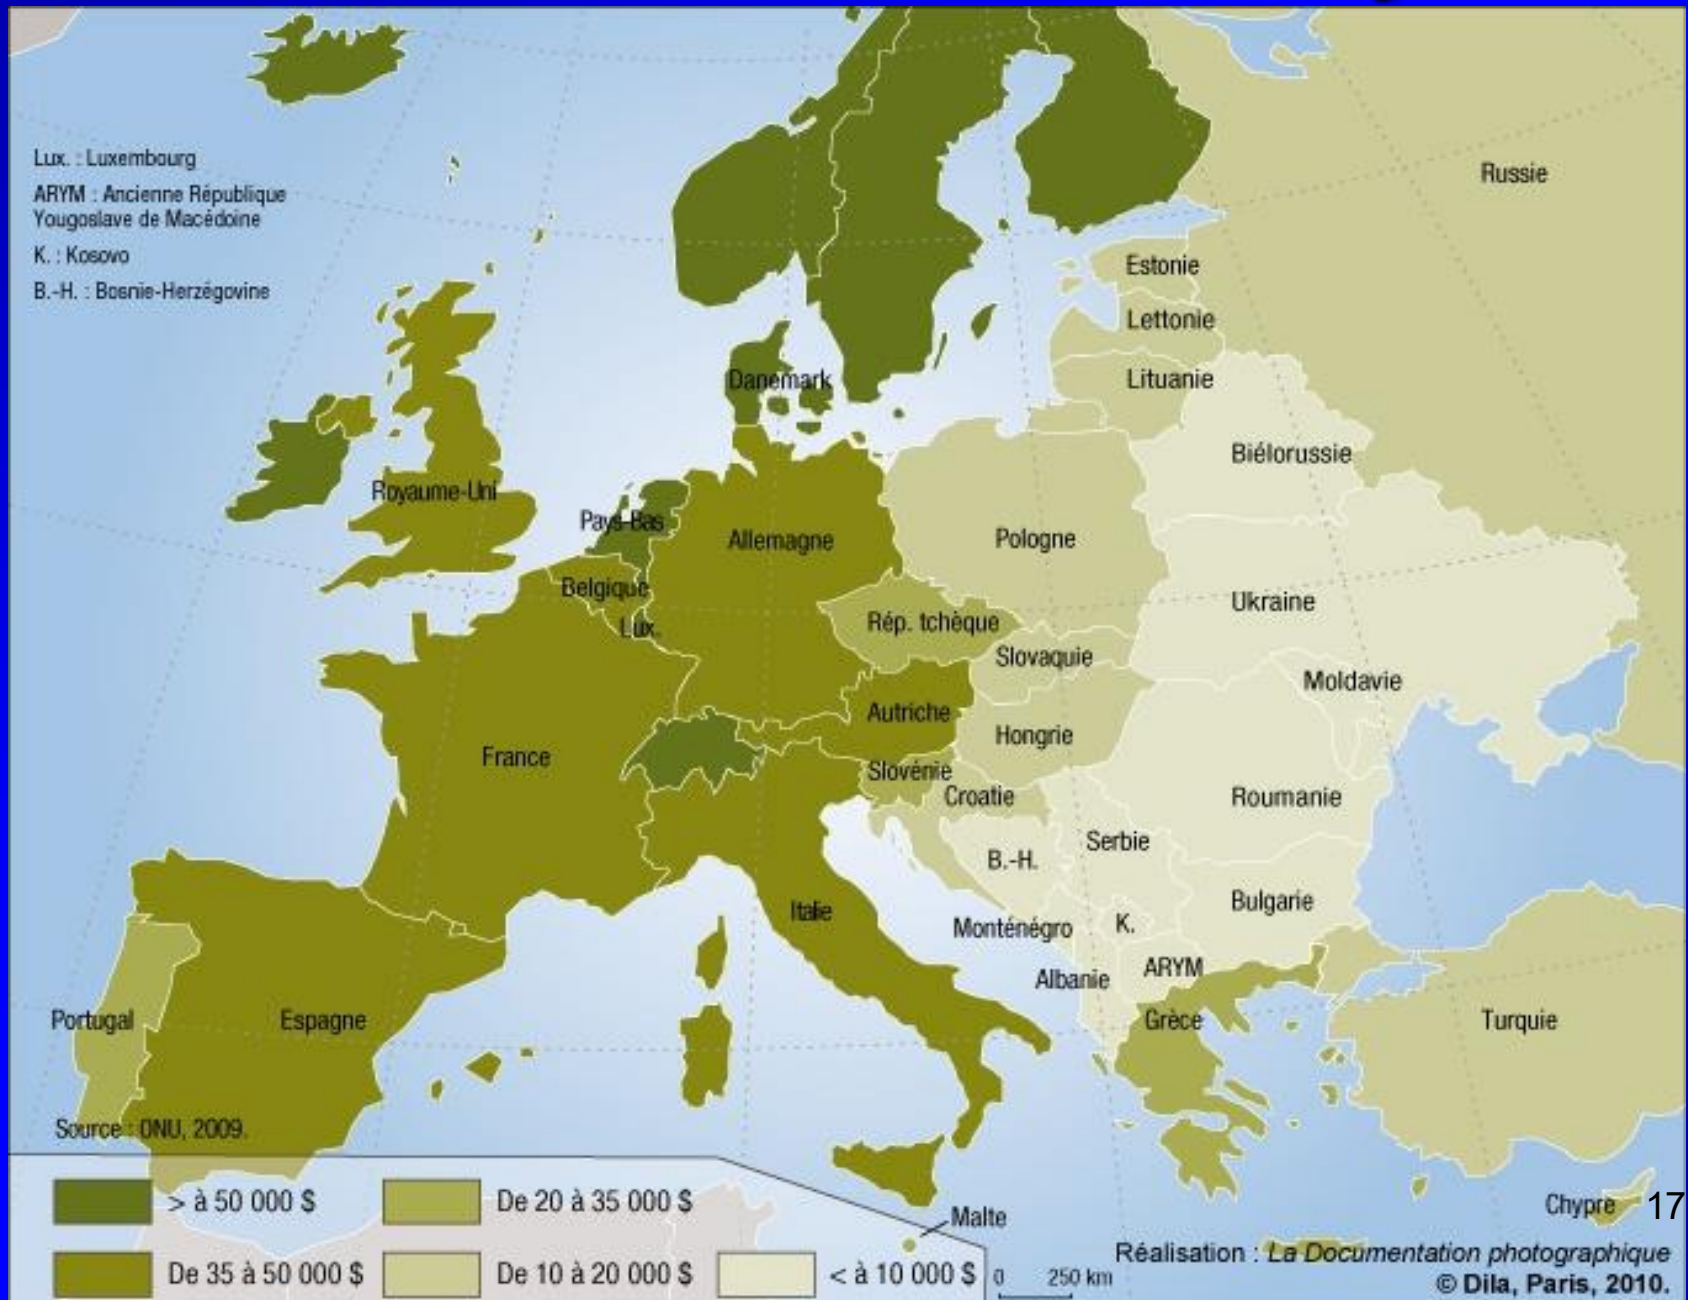 Lux. : Luxembourg
ARYM : Ancienne République
Yougoslave de Macédoine
K. : Kosovo
B.-H. : Bosnie-Herzégovine
Russie
Estonie
Lettonie
Lituanie
Danemark
Biélorussie
Royaume-Uni
Pays-Bas
Allemagne
Pologne
Belgique
Ukraine
Lux.
Rép. tchèque
Slovaquie
Moldavie
Autriche
Hongrie
France
Slovénie
Croatie
Roumanie
Serbie
B.-H.
Bulgarie
Italie
Monténégro
K.
ARYM
Albanie
Portugal
Espagne
Grèce
Turquie
Source : ONU, 2009.
> à 50 000 $
De 20 à 35 000 $
De 35 à 50 000 $
De 10 à 20 000 $
< à 10 000 $
Malte
Chypre
17
0 250 km
Réalisation : La Documentation photographique
© Dila, Paris, 2010.